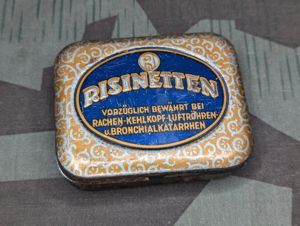 R
RISINETTEN
VORZÜGLICH BEWÄHRT BEI
RACHEN-KEHLKOPF-LUFTRÖHREN-
u.BRONCHIALKATARRHEN